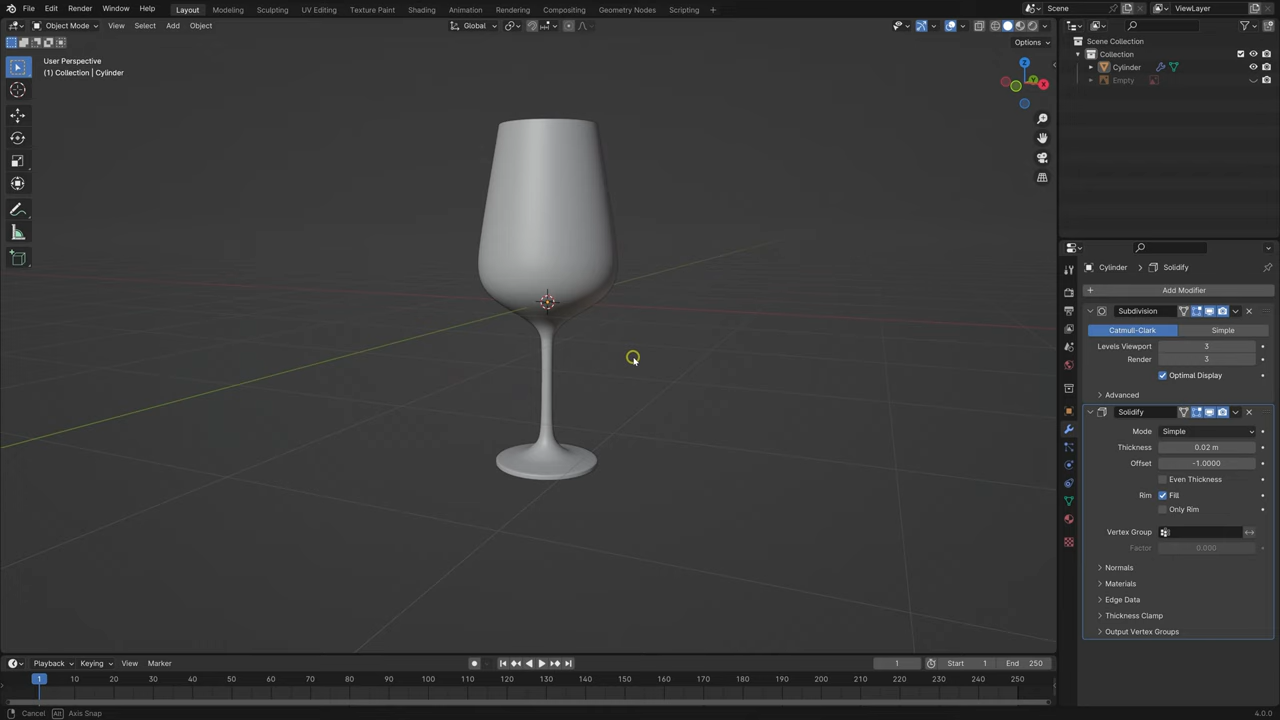 File Edit Render Window Help Layout Modeling Sculpting UV Editing Texture Paint Shading Animation Compositing Rendering Geometry Nodes Scripting + Scene ViewLayer
Object Mode View Select Add Object Global
Options
User Perspective
(1) Collection | Cylinder
Z
Y
X
Scene Collection
Collection
Cylinder
Empty
Cylinder Solidify
+ Add Modifier
Subdivision
Catmull-Clark Simple
Levels Viewport 3
Render 3
Optimal Display
Advanced
Solidify
Mode Simple
Thickness 0.02 m
Offset -1.0000
Even Thickness
Rim Fill
Only Rim
Vertex Group
Factor 0.000
Normals
Materials
Edge Data
Thickness Clamp
Output Vertex Groups
Playback Keying View Marker 1 Start 1 End 250
1 10 20 30 40 50 60 70 80 90 100 110 120 130 140 150 160 170 180 190 200 210 220 230 240 250
Cancel Alt Axis Snap 4.0.0